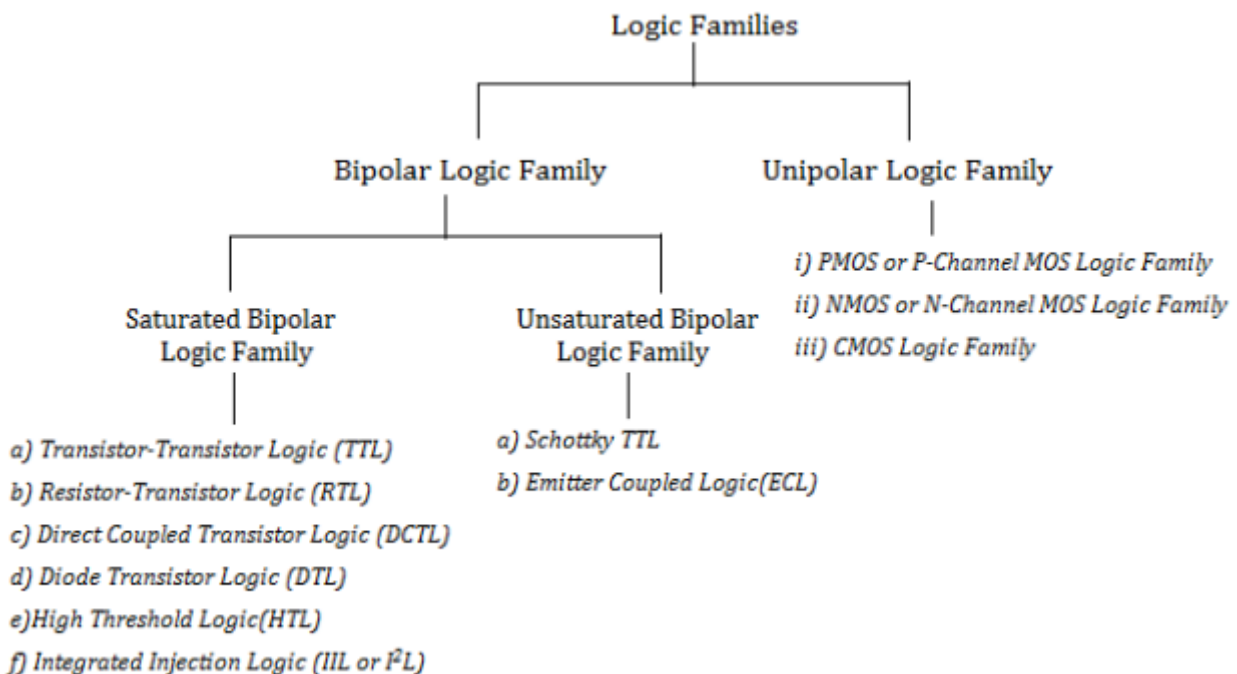 Logic Families
Bipolar Logic Family
Unipolar Logic Family
Saturated Bipolar
Logic Family
a) Transistor-Transistor Logic (TTL)
b) Resistor-Transistor Logic (RTL)
c) Direct Coupled Transistor Logic (DCTL)
d) Diode Transistor Logic (DTL)
e)High Threshold Logic(HTL)
f) Integrated Injection Logic (IIL or I²L)
Unsaturated Bipolar
Logic Family
a) Schottky TTL
b) Emitter Coupled Logic(ECL)
i) PMOS or P-Channel MOS Logic Family
ii) NMOS or N-Channel MOS Logic Family
iii) CMOS Logic Family